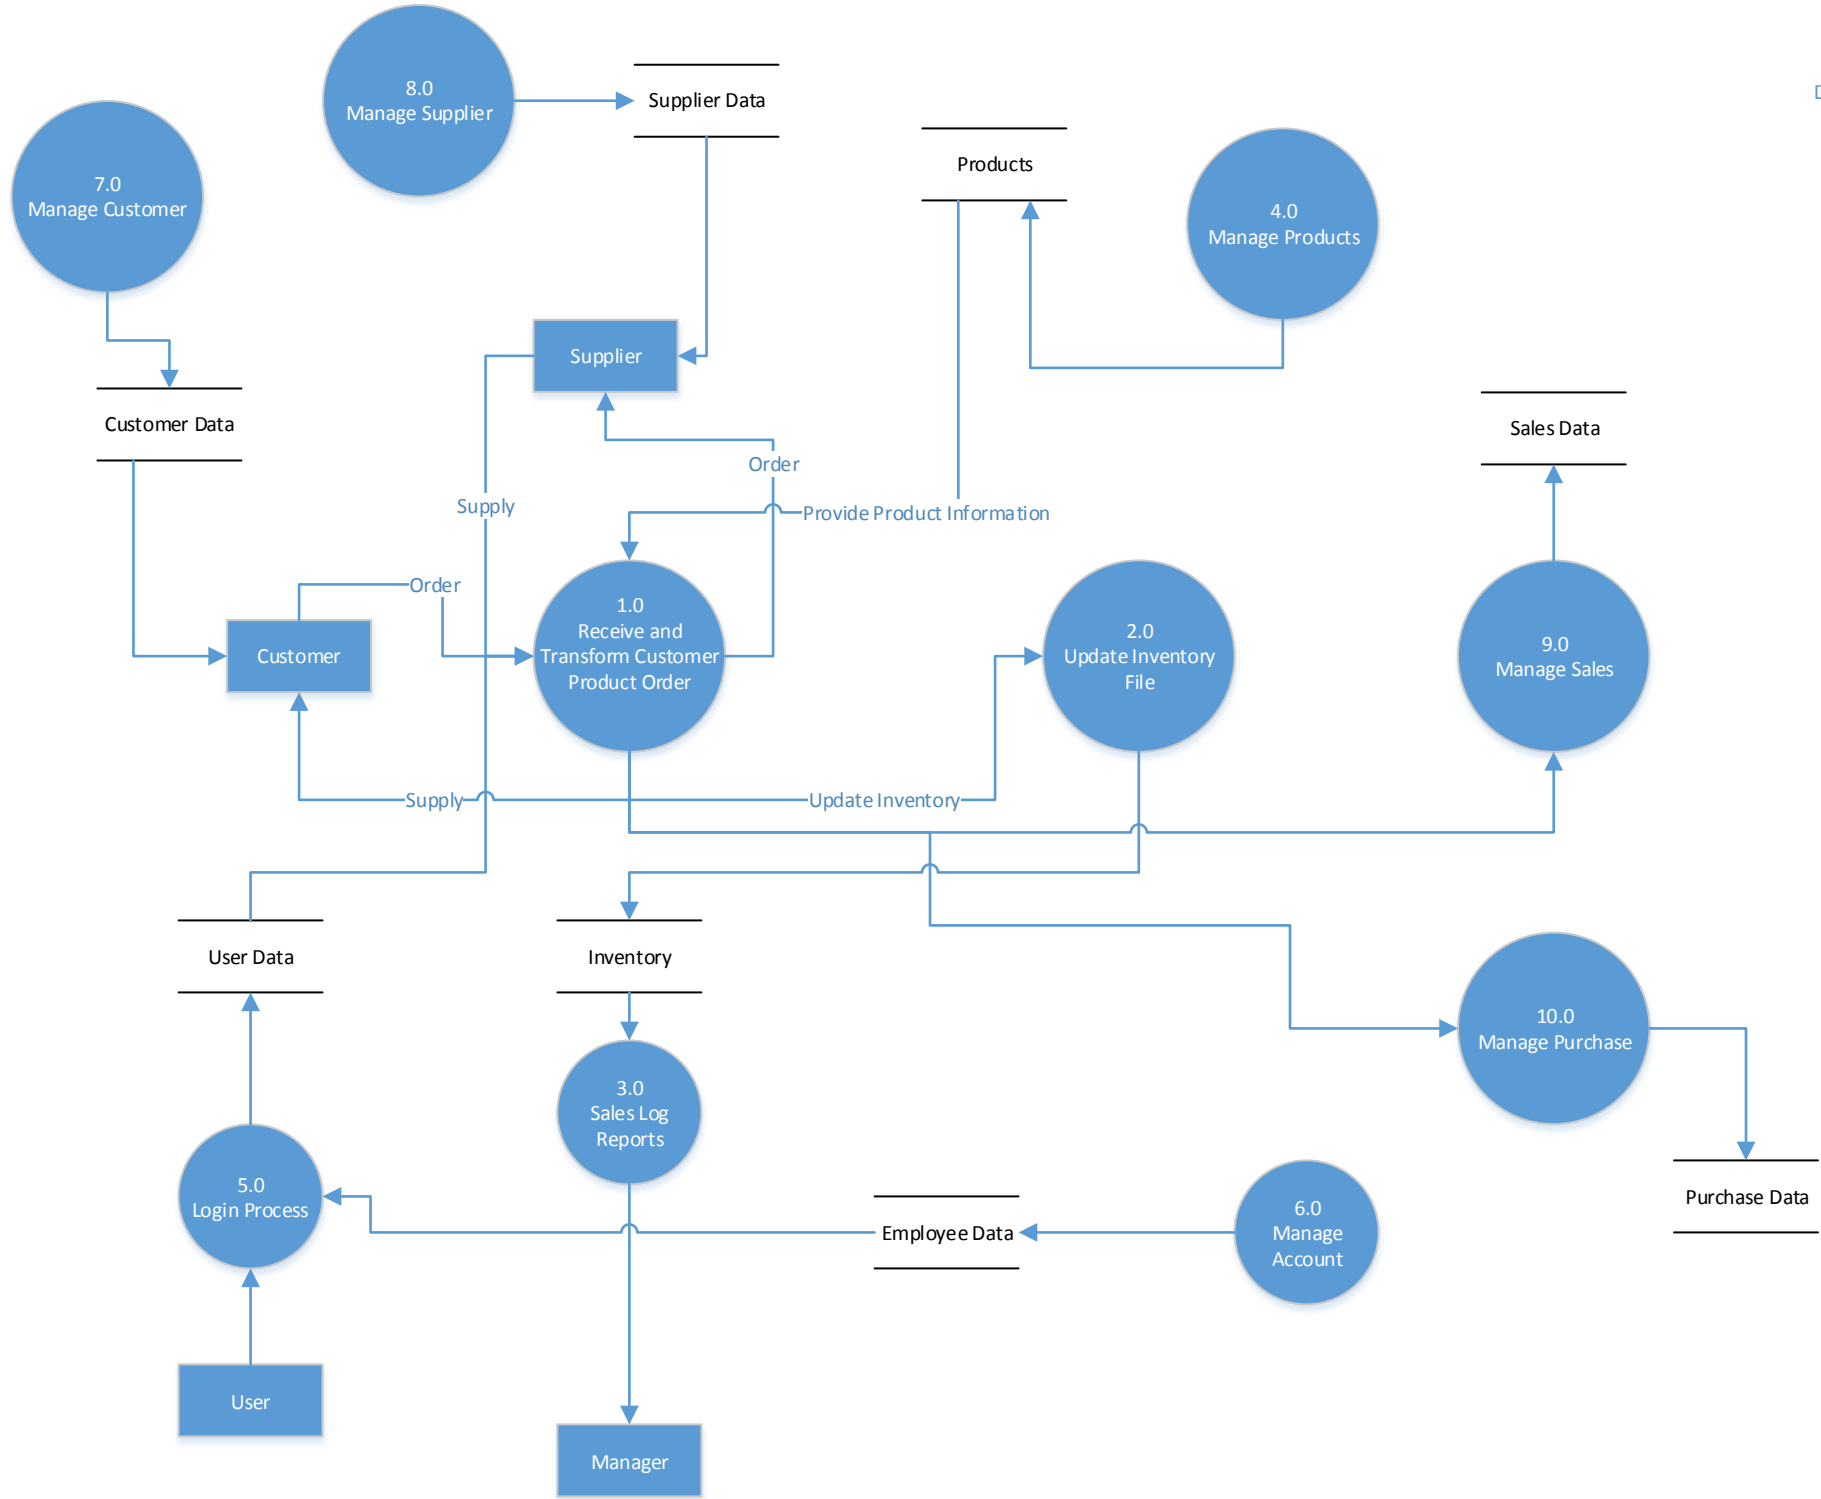 8.0
Manage Supplier
Supplier Data
D
7.0
Manage Customer
Products
4.0
Manage Products
Supplier
Customer Data
Sales Data
Order
Supply
Provide Product Information
Order
1.0
Receive and
Transform Customer
Product Order
Customer
2.0
Update Inventory
File
9.0
Manage Sales
Supply
Update Inventory
User Data
Inventory
10.0
Manage Purchase
3.0
Sales Log
Reports
5.0
Login Process
Employee Data
6.0
Manage
Account
Purchase Data
User
Manager